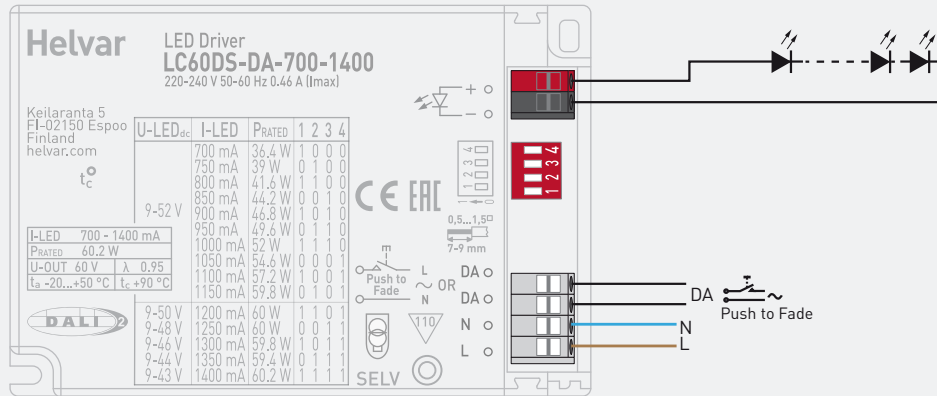 Helvar
LED Driver
LC60DS-DA-700-1400
220-240 V 50-60 Hz 0.46 A (Imax)
Keilaranta 5
FI-02150 Espoo
Finland
helvar.com
tc
I-LED 700 - 1400 mA
PRATED 60.2 W
U-OUT 60 V λ 0.95
ta -20...+50 °C tc +90 °C
DALI 2
U-LEDdc I-LED PRATED 1 2 3 4
9-52 V
700 mA 36.4 W 1 0 0 0
750 mA 39 W 0 1 0 0
800 mA 41.6 W 1 1 0 0
850 mA 44.2 W 0 0 1 0
900 mA 46.8 W 1 0 1 0
950 mA 49.6 W 0 1 1 0
1000 mA 52 W 1 1 1 0
1050 mA 54.6 W 0 0 0 1
1100 mA 57.2 W 1 0 0 1
1150 mA 59.8 W 0 1 0 1
9-50 V 1200 mA 60 W 1 1 0 1
9-48 V 1250 mA 60 W 0 0 1 1
9-46 V 1300 mA 59.8 W 1 0 1 1
9-44 V 1350 mA 59.4 W 0 1 1 1
9-43 V 1400 mA 60.2 W 1 1 1 1
+
−
1 2 3 4
1 0
CE EAC
0,5...1,5
7-9 mm
Push to
Fade
L
~ OR
N
DA
DA
N
L
110
SELV
1 2 3 4
DA
~
Push to Fade
N
L